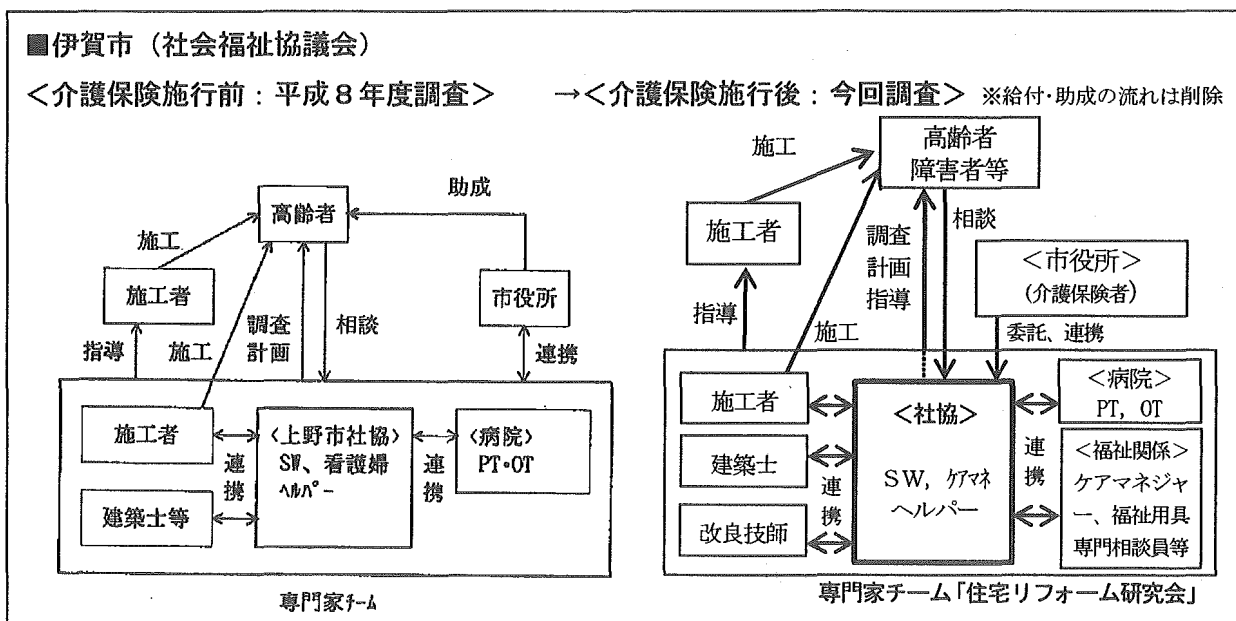 ■伊賀市（社会福祉協議会）
＜介護保険施行前：平成８年度調査＞　→＜介護保険施行後：今回調査＞ ※給付・助成の流れは削除
助成
高齢者
施工
施工者
市役所
指導
施工
調査
計画
相談
連携
施工者
連携
建築士等
〈上野市社協〉
SW、看護婦
ﾍﾙﾊﾟｰ
連携
〈病院〉
PT・OT
専門家ﾁｰﾑ
施工
高齢者
障害者等
施工者
調査
計画
指導
相談
＜市役所＞
(介護保険者)
指導
施工
委託、連携
施工者
建築士
連携
改良技師
＜社協＞
SW，ｹｱﾏﾈ
ヘルパー
＜病院＞
PT，OT
連携
＜福祉関係＞
ケアマネジャ
ー、福祉用具
専門相談員等
専門家チーム「住宅リフォーム研究会」